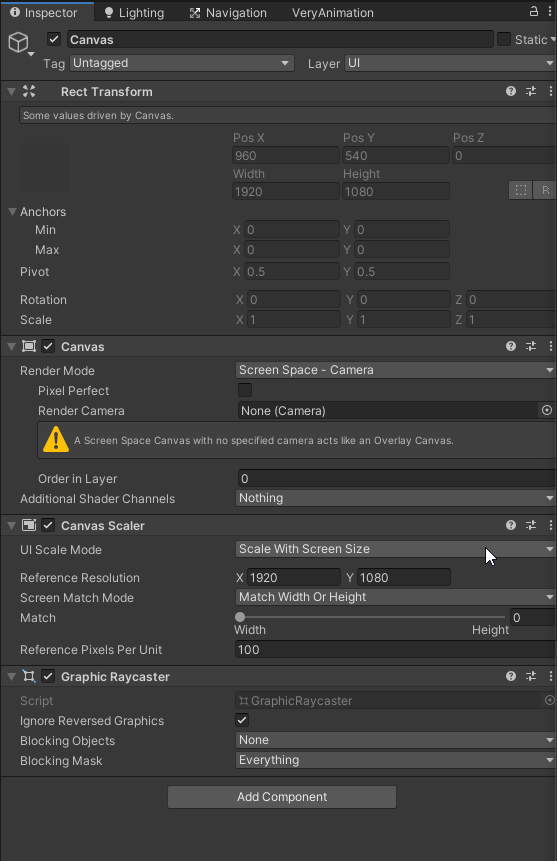 Inspector Lighting Navigation VeryAnimation
Canvas Static
Tag Untagged Layer UI
Rect Transform
Some values driven by Canvas.
Pos X Pos Y Pos Z
960 540 0
Width Height
1920 1080
R
Anchors
Min X 0 Y 0
Max X 0 Y 0
Pivot X 0.5 Y 0.5
Rotation X 0 Y 0 Z 0
Scale X 1 Y 1 Z 1
Canvas
Render Mode Screen Space - Camera
Pixel Perfect
Render Camera None (Camera)
A Screen Space Canvas with no specified camera acts like an Overlay Canvas.
Order in Layer 0
Additional Shader Channels Nothing
Canvas Scaler
UI Scale Mode Scale With Screen Size
Reference Resolution X 1920 Y 1080
Screen Match Mode Match Width Or Height
Match 0
Width Height
Reference Pixels Per Unit 100
Graphic Raycaster
Script GraphicRaycaster
Ignore Reversed Graphics
Blocking Objects None
Blocking Mask Everything
Add Component